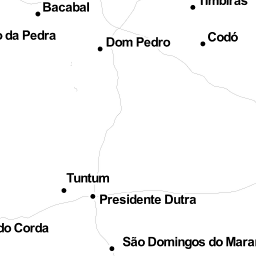 Timbiras
Bacabal
o da Pedra
Dom Pedro
Codó
Tuntum
Presidente Dutra
do Corda
São Domingos do Maran